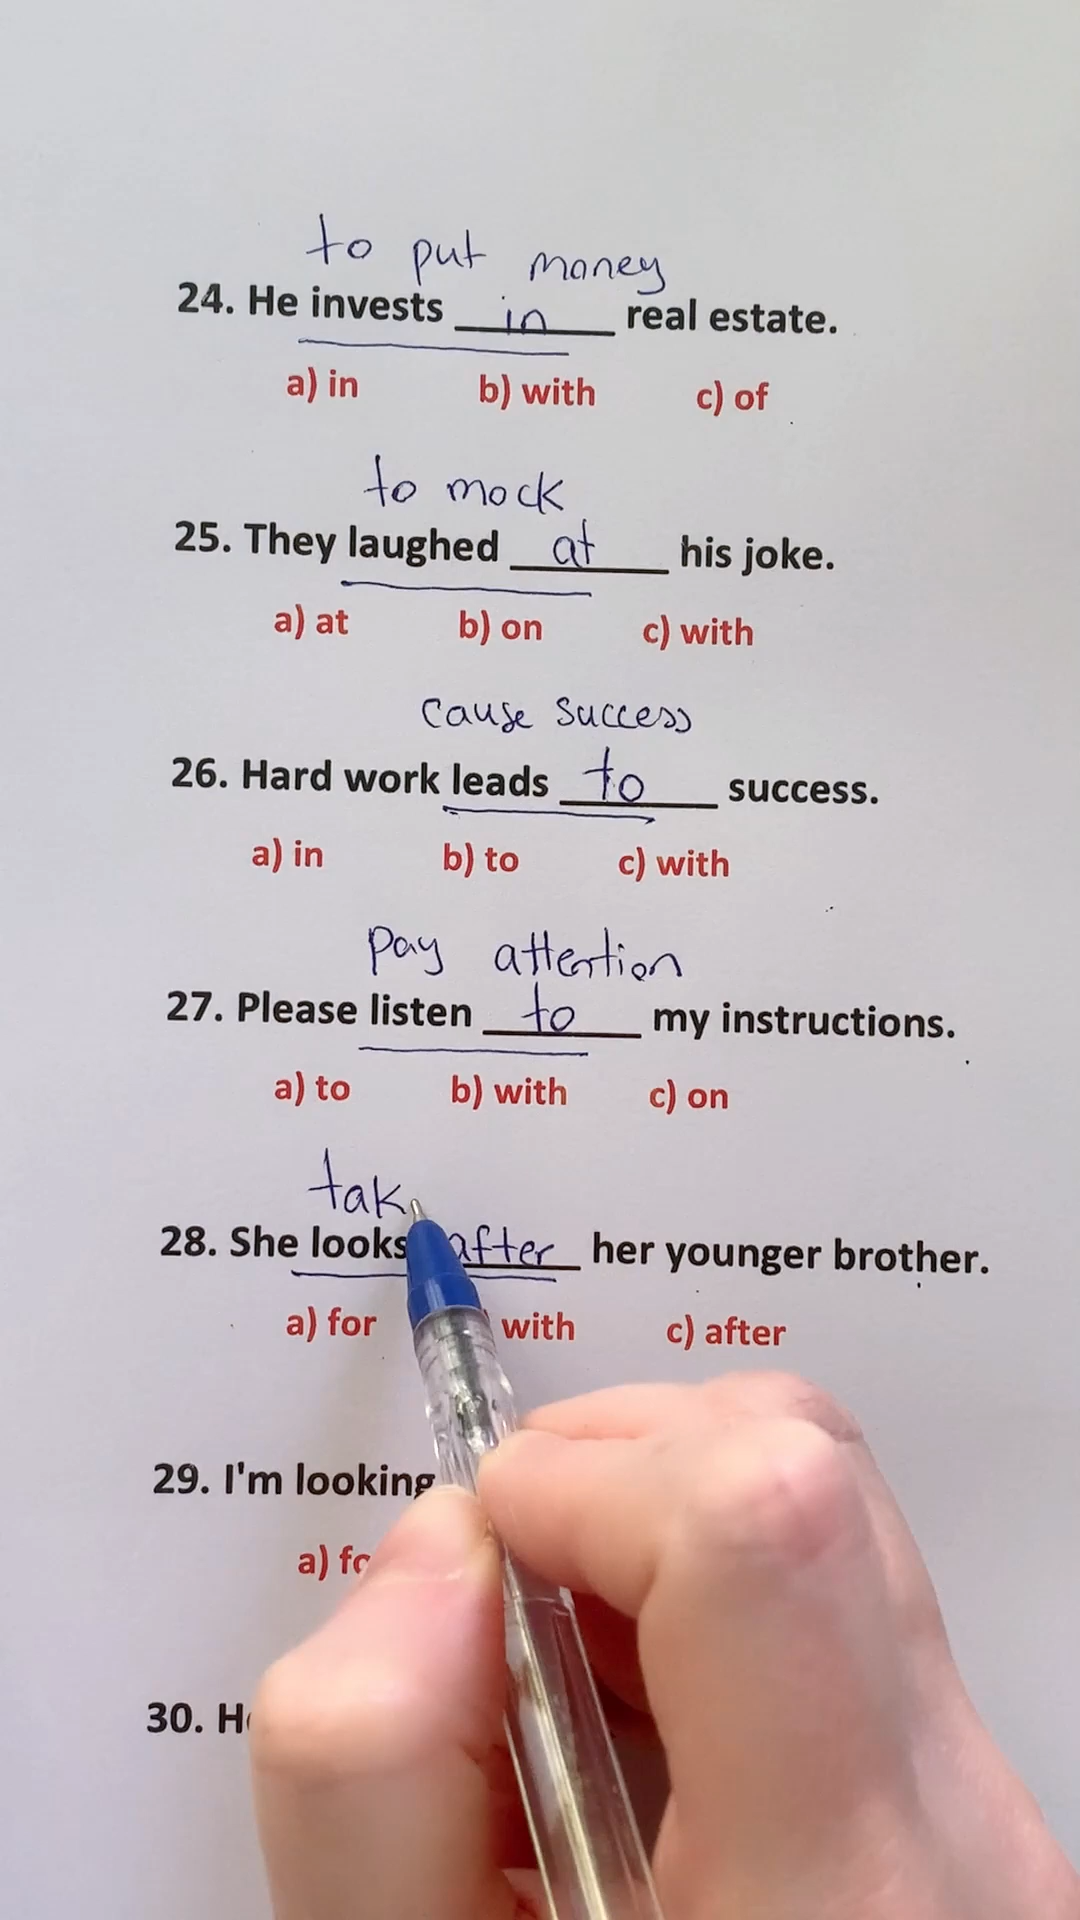 to put money
24. He invests in real estate.
a) in b) with c) of
to mock
25. They laughed at his joke.
a) at b) on c) with
cause success
26. Hard work leads to success.
a) in b) to c) with
pay attention
27. Please listen to my instructions.
a) to b) with c) on
tak
28. She looks after her younger brother.
a) for with c) after
29. I'm looking
a)
30.